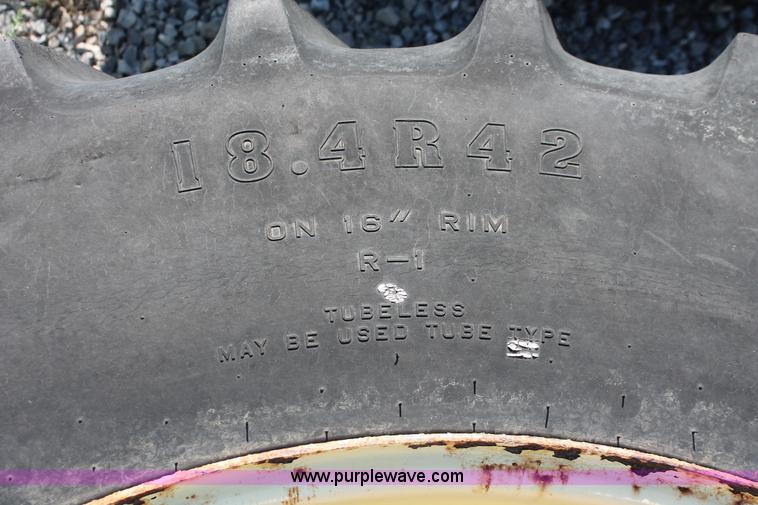 18.4R42
ON 16" RIM
R-1
TUBELESS
MAY BE USED TUBE TYPE
www.purplewave.com